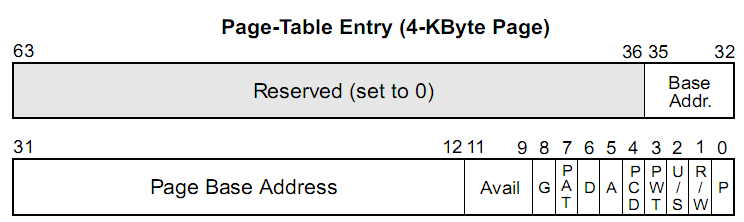 Page-Table Entry (4-KByte Page)
63 36 35 32
Reserved (set to 0) Base Addr.
31 12 11 9 8 7 6 5 4 3 2 1 0
Page Base Address Avail G PAT D A PCD PWT U/S R/W P